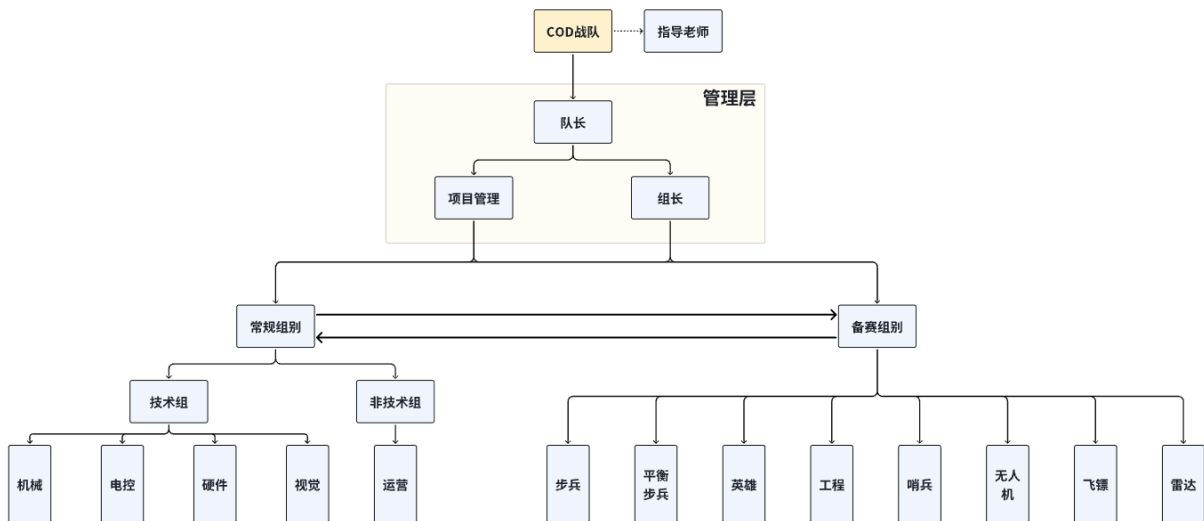 COD战队
指导老师
管理层
队长
项目管理
组长
常规组别
备赛组别
技术组
非技术组
机械
电控
硬件
视觉
运营
步兵
平衡
步兵
英雄
工程
哨兵
无人
机
飞镖
雷达